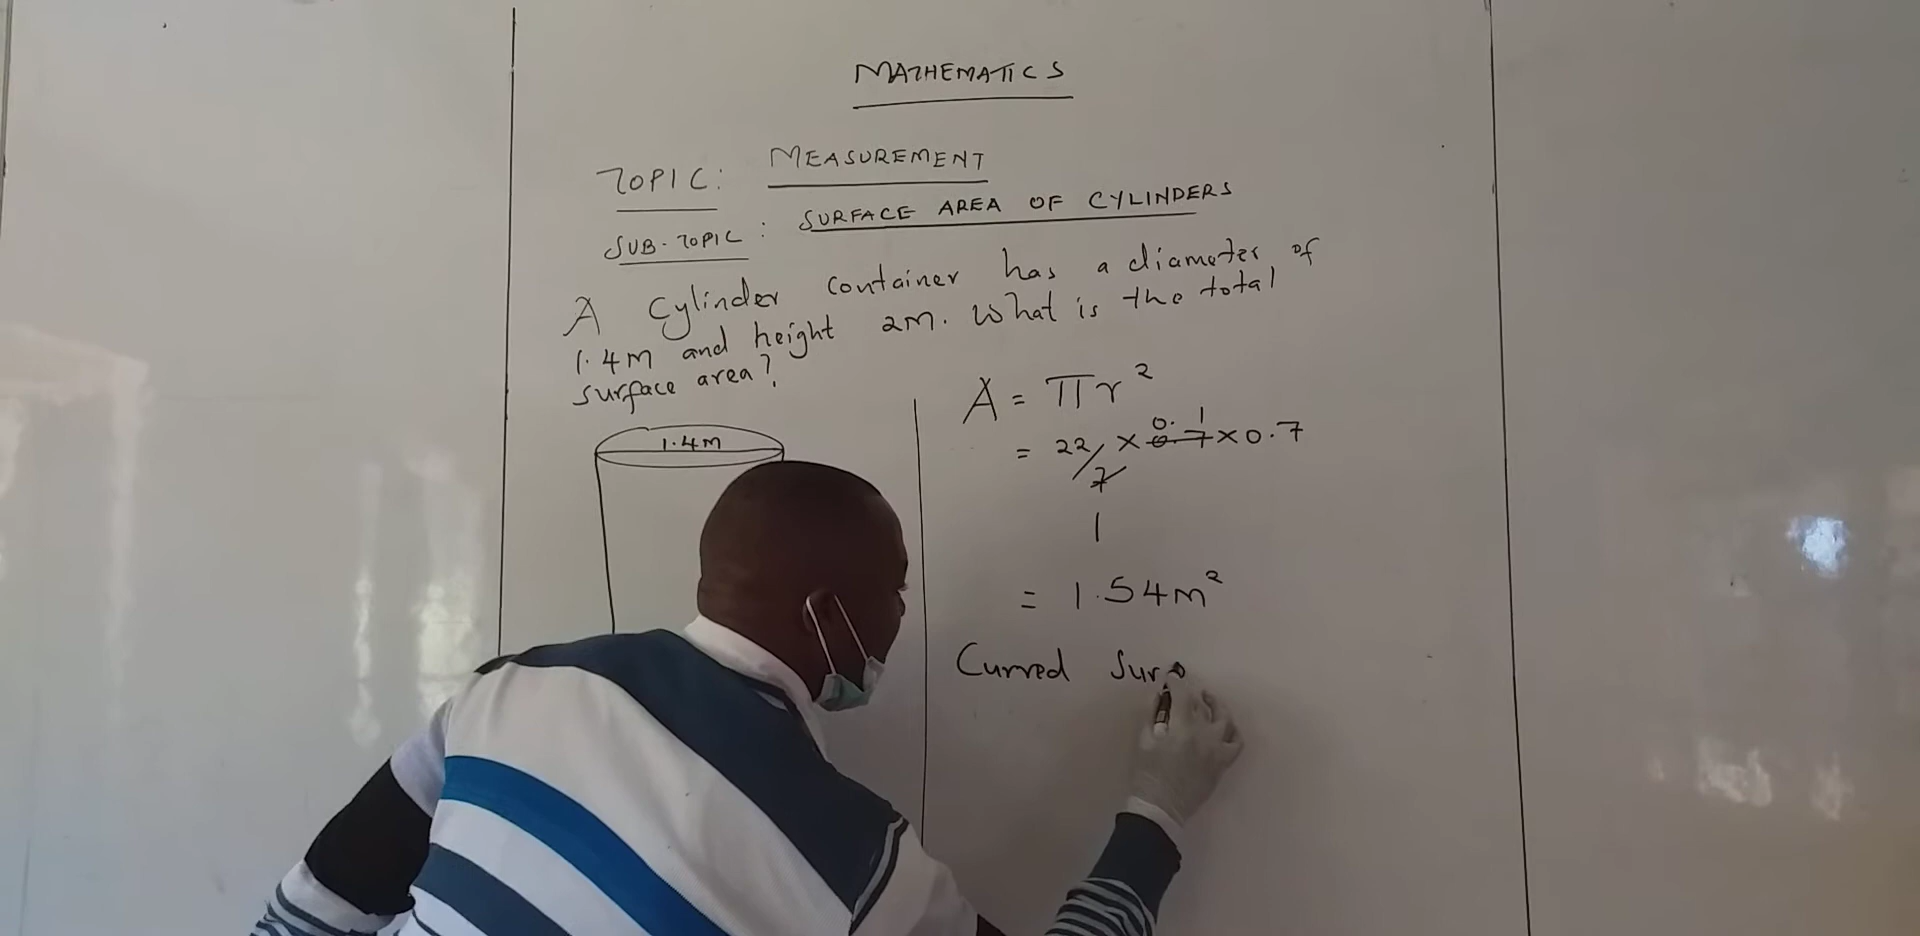 MATHEMATICS
TOPIC: MEASUREMENT
SUB-TOPIC: SURFACE AREA OF CYLINDERS
A Cylinder container has a diameter of
1.4M and height 2M. What is the total
surface area?
1.4M
A = πr²
= 22/7 × 0.7 × 0.7
0.1
1
= 1.54m²
Curved